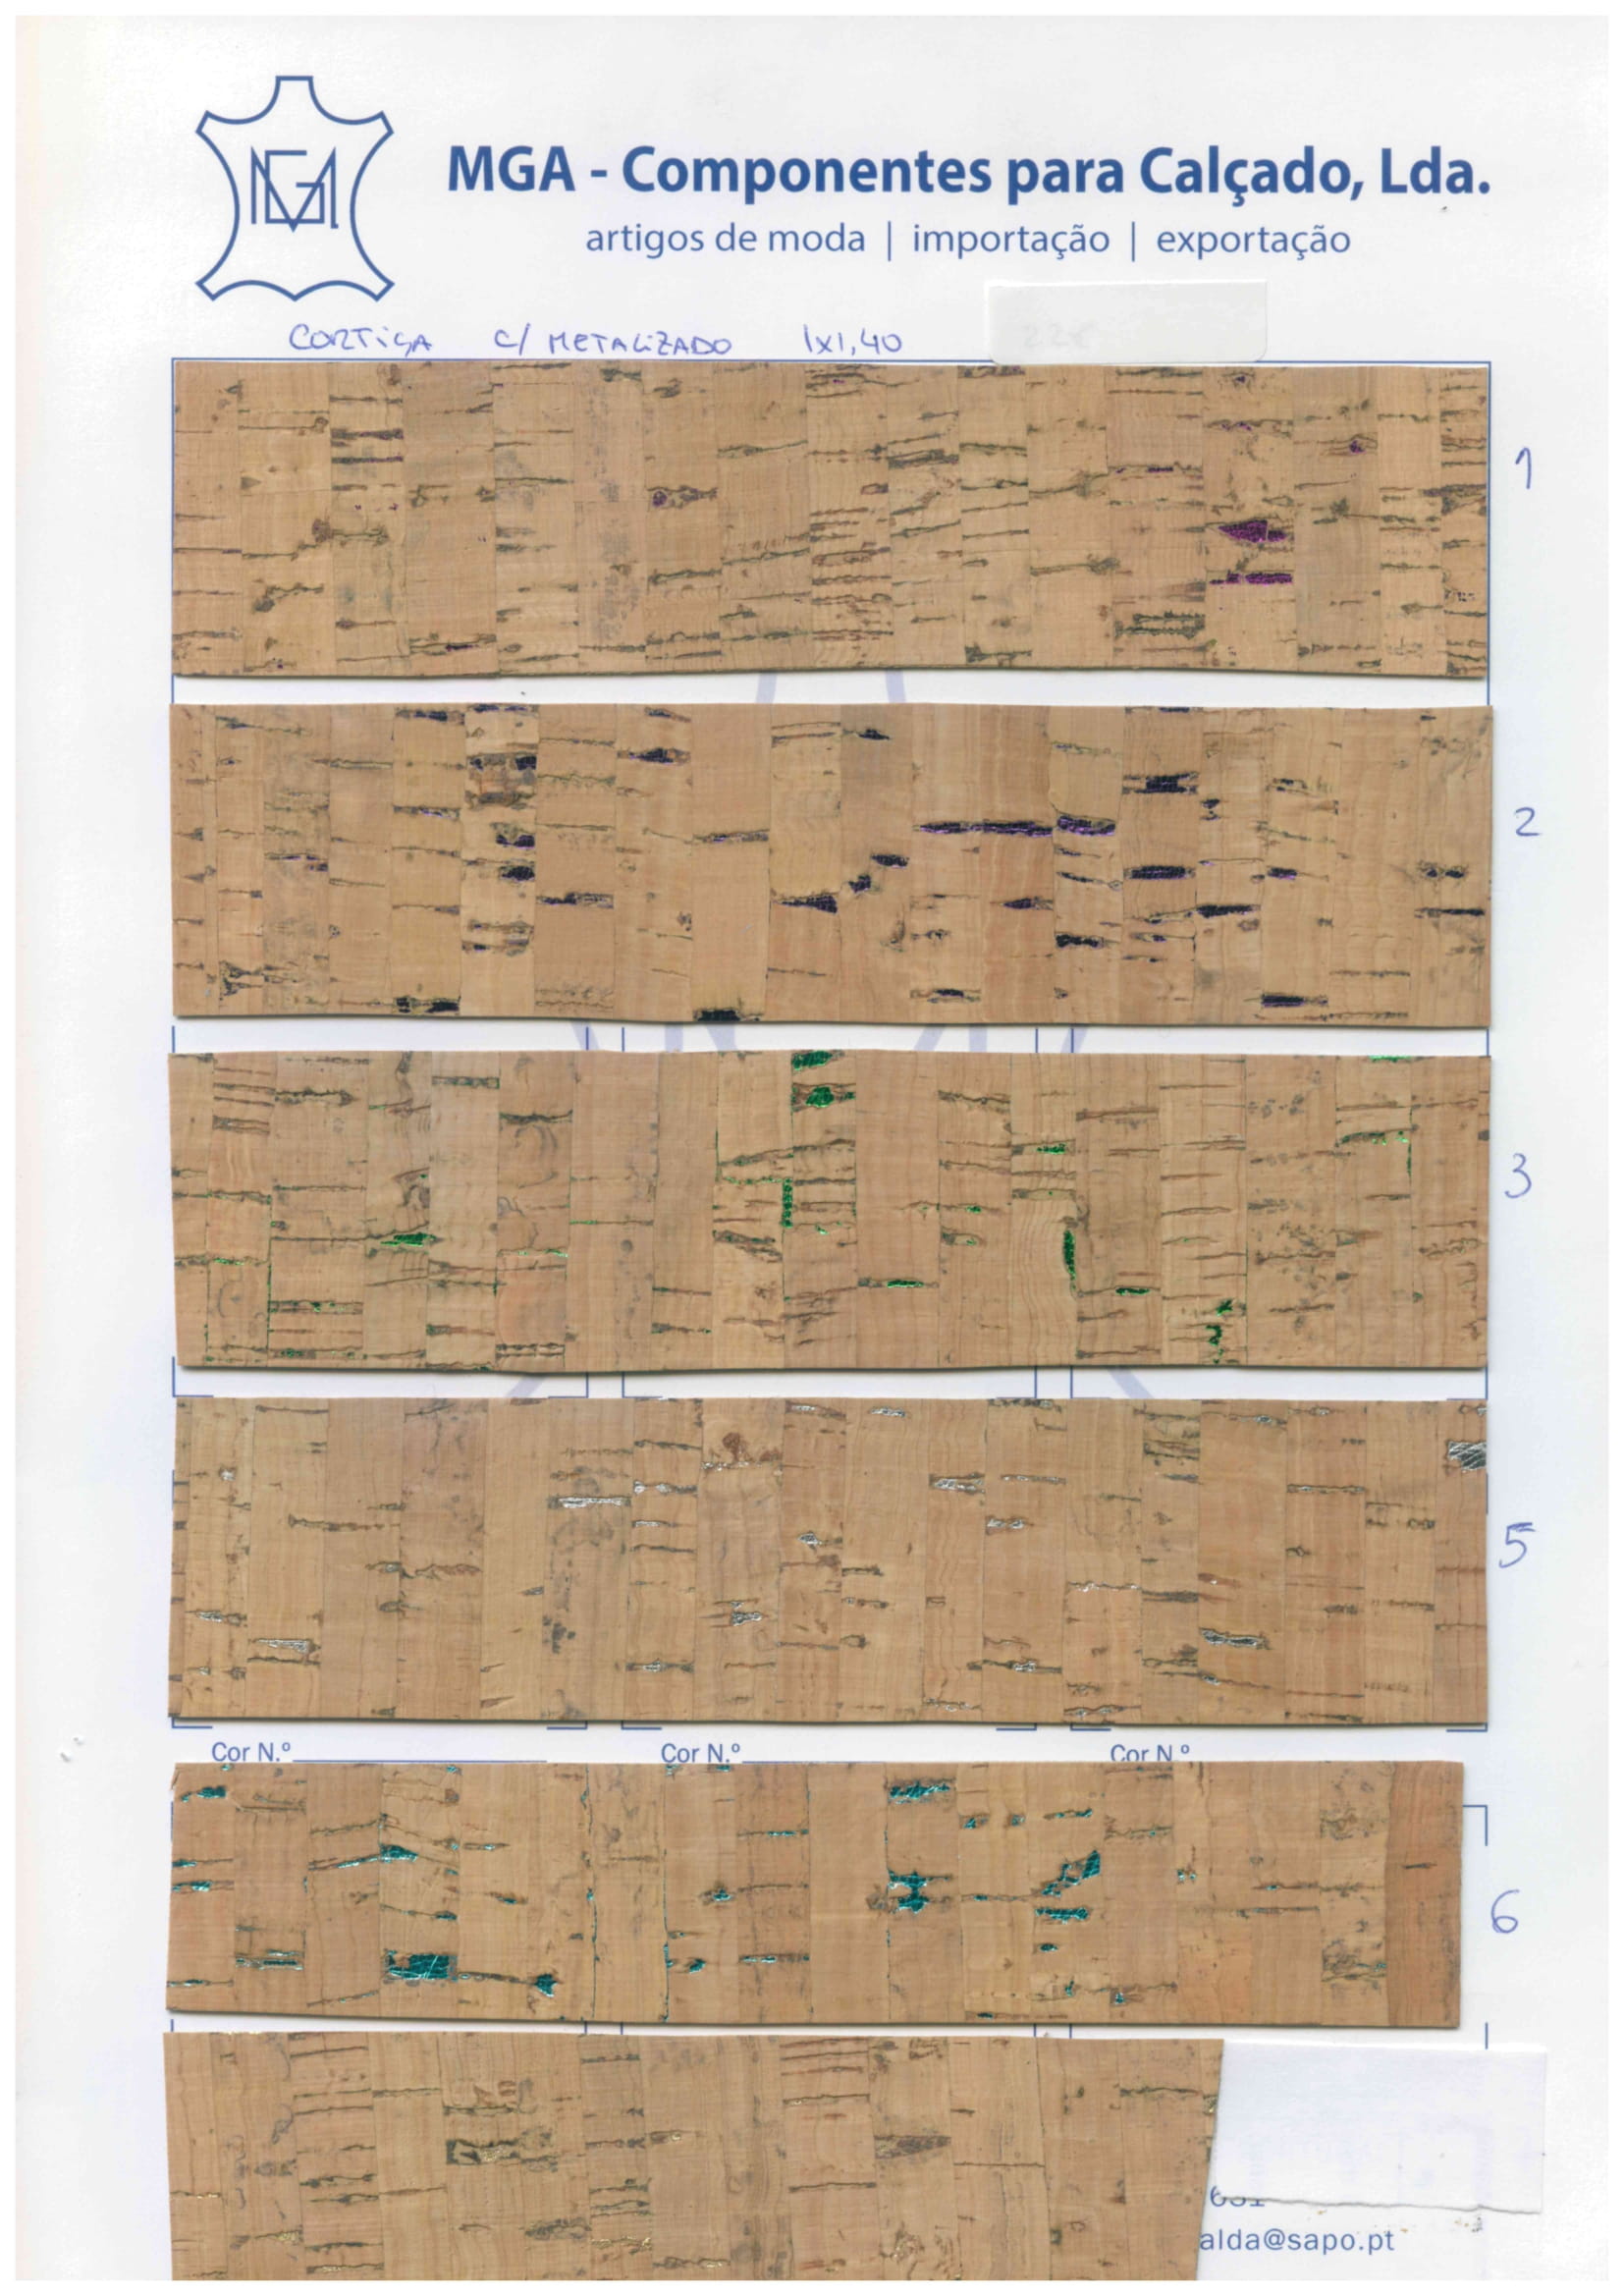 MGA - Componentes para Calçado, Lda.
artigos de moda | importação | exportação
CORTIÇA C/ METALIZADO 1x1,40
1
2
3
5
Cor N.º Cor N.º Cor N.º
6
alda@sapo.pt